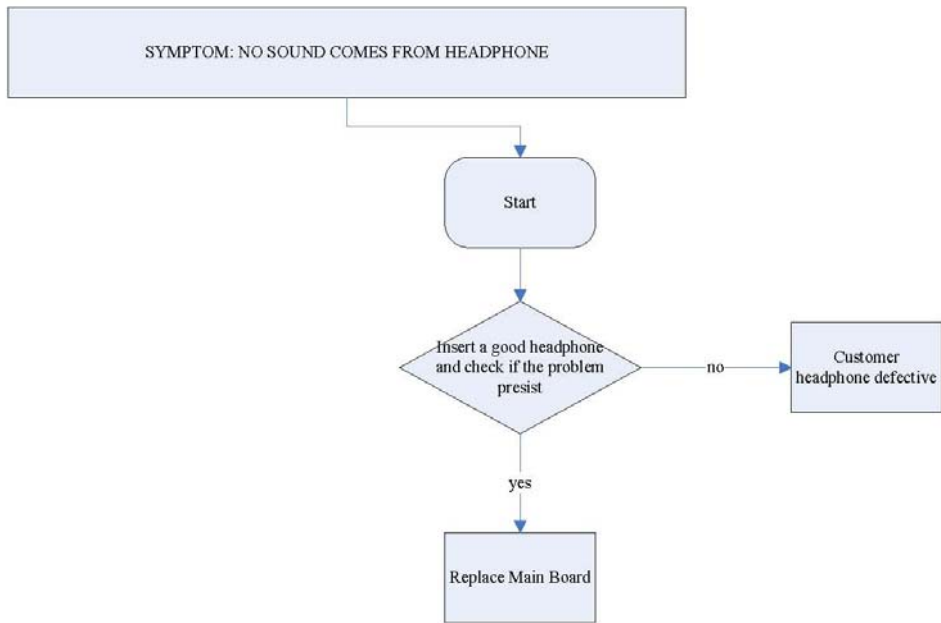 SYMPTOM: NO SOUND COMES FROM HEADPHONE
Start
Insert a good headphone
and check if the problem
presist
no
Customer
headphone defective
yes
Replace Main Board